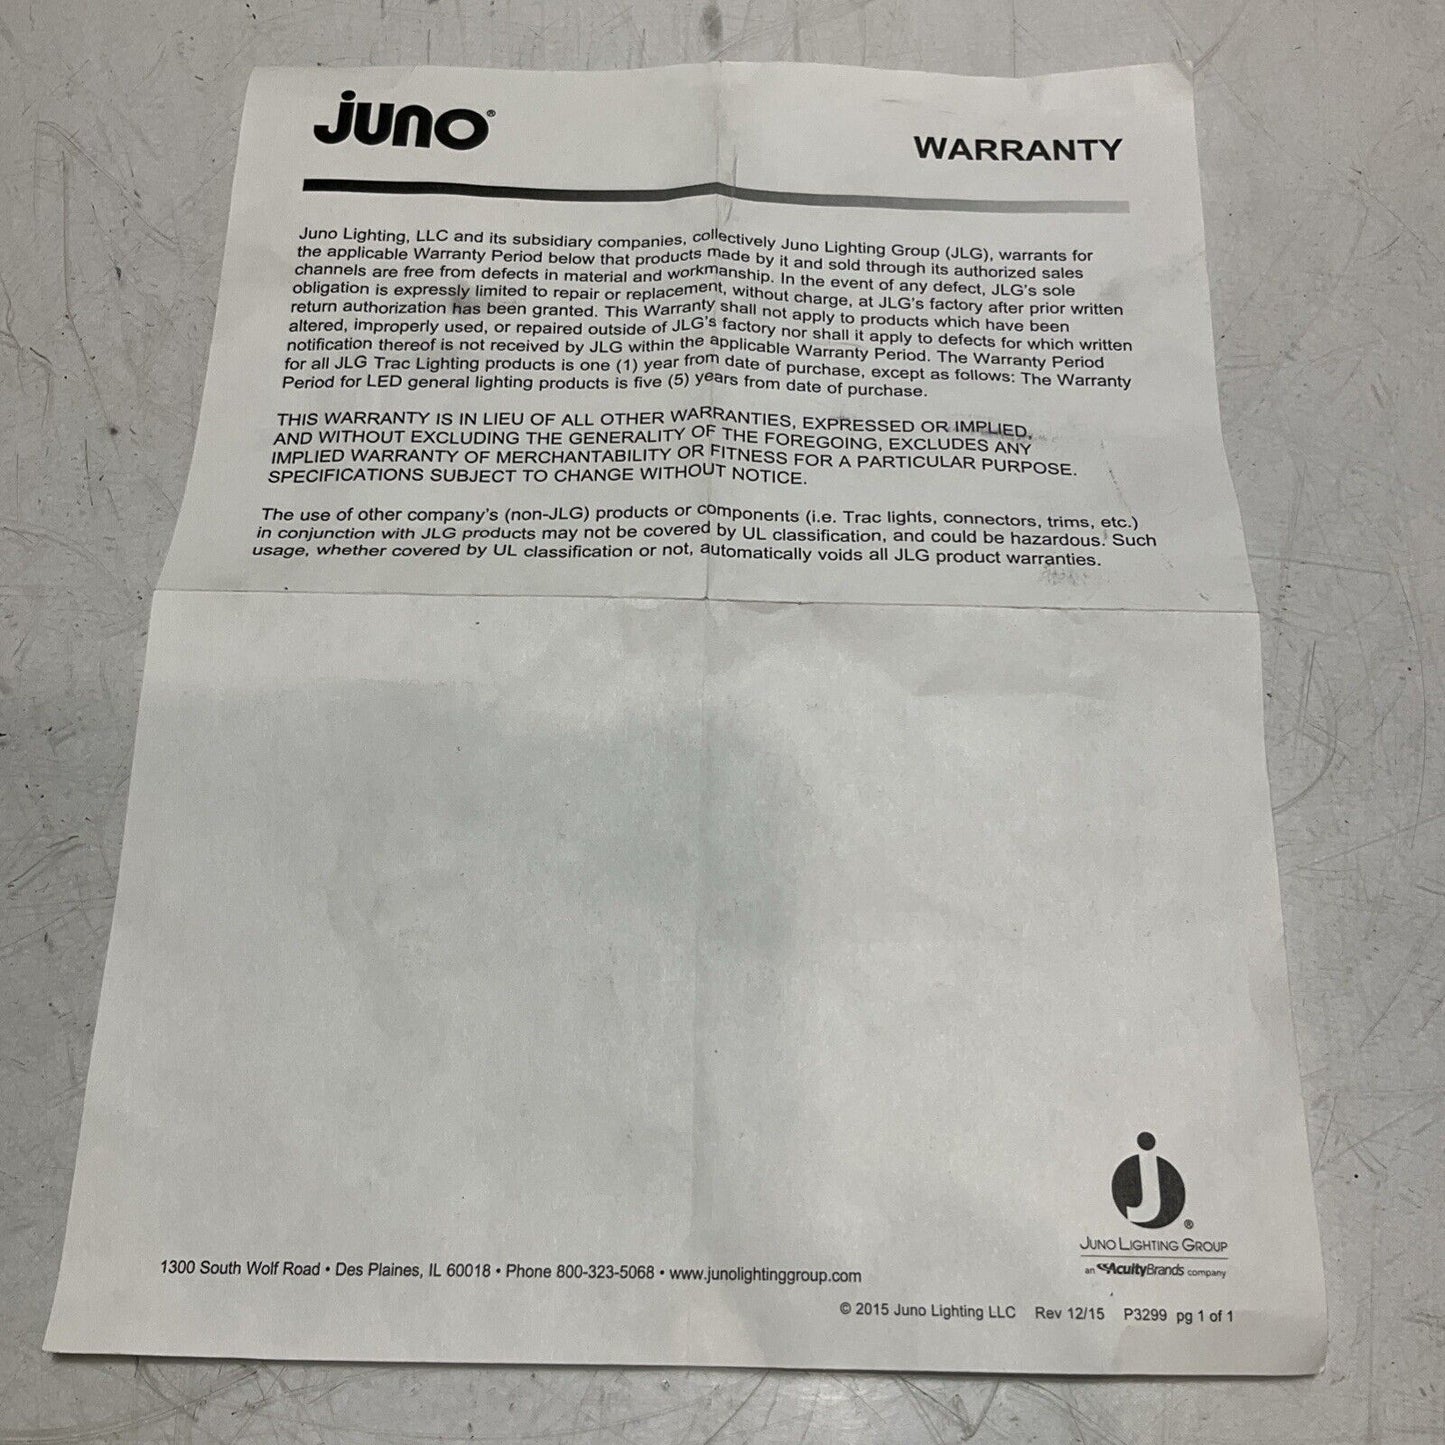 juno®
WARRANTY
Juno Lighting, LLC and its subsidiary companies, collectively Juno Lighting Group (JLG), warrants for
the applicable Warranty Period below that products made by it and sold through its authorized sales
channels are free from defects in material and workmanship. In the event of any defect, JLG's sole
obligation is expressly limited to repair or replacement, without charge, at JLG's factory after prior written
return authorization has been granted. This Warranty shall not apply to products which have been
altered, improperly used, or repaired outside of JLG's factory nor shall it apply to defects for which written
notification thereof is not received by JLG within the applicable Warranty Period. The Warranty Period
for all JLG Trac Lighting products is one (1) year from date of purchase, except as follows: The Warranty
Period for LED general lighting products is five (5) years from date of purchase.
THIS WARRANTY IS IN LIEU OF ALL OTHER WARRANTIES, EXPRESSED OR IMPLIED,
AND WITHOUT EXCLUDING THE GENERALITY OF THE FOREGOING, EXCLUDES ANY
IMPLIED WARRANTY OF MERCHANTABILITY OR FITNESS FOR A PARTICULAR PURPOSE.
SPECIFICATIONS SUBJECT TO CHANGE WITHOUT NOTICE.
The use of other company's (non-JLG) products or components (i.e. Trac lights, connectors, trims, etc.)
in conjunction with JLG products may not be covered by UL classification, and could be hazardous. Such
usage, whether covered by UL classification or not, automatically voids all JLG product warranties.
j®
JUNO LIGHTING GROUP
an AcuityBrands company
1300 South Wolf Road • Des Plaines, IL 60018 • Phone 800-323-5068 • www.junolightinggroup.com
© 2015 Juno Lighting LLC Rev 12/15 P3299 pg 1 of 1